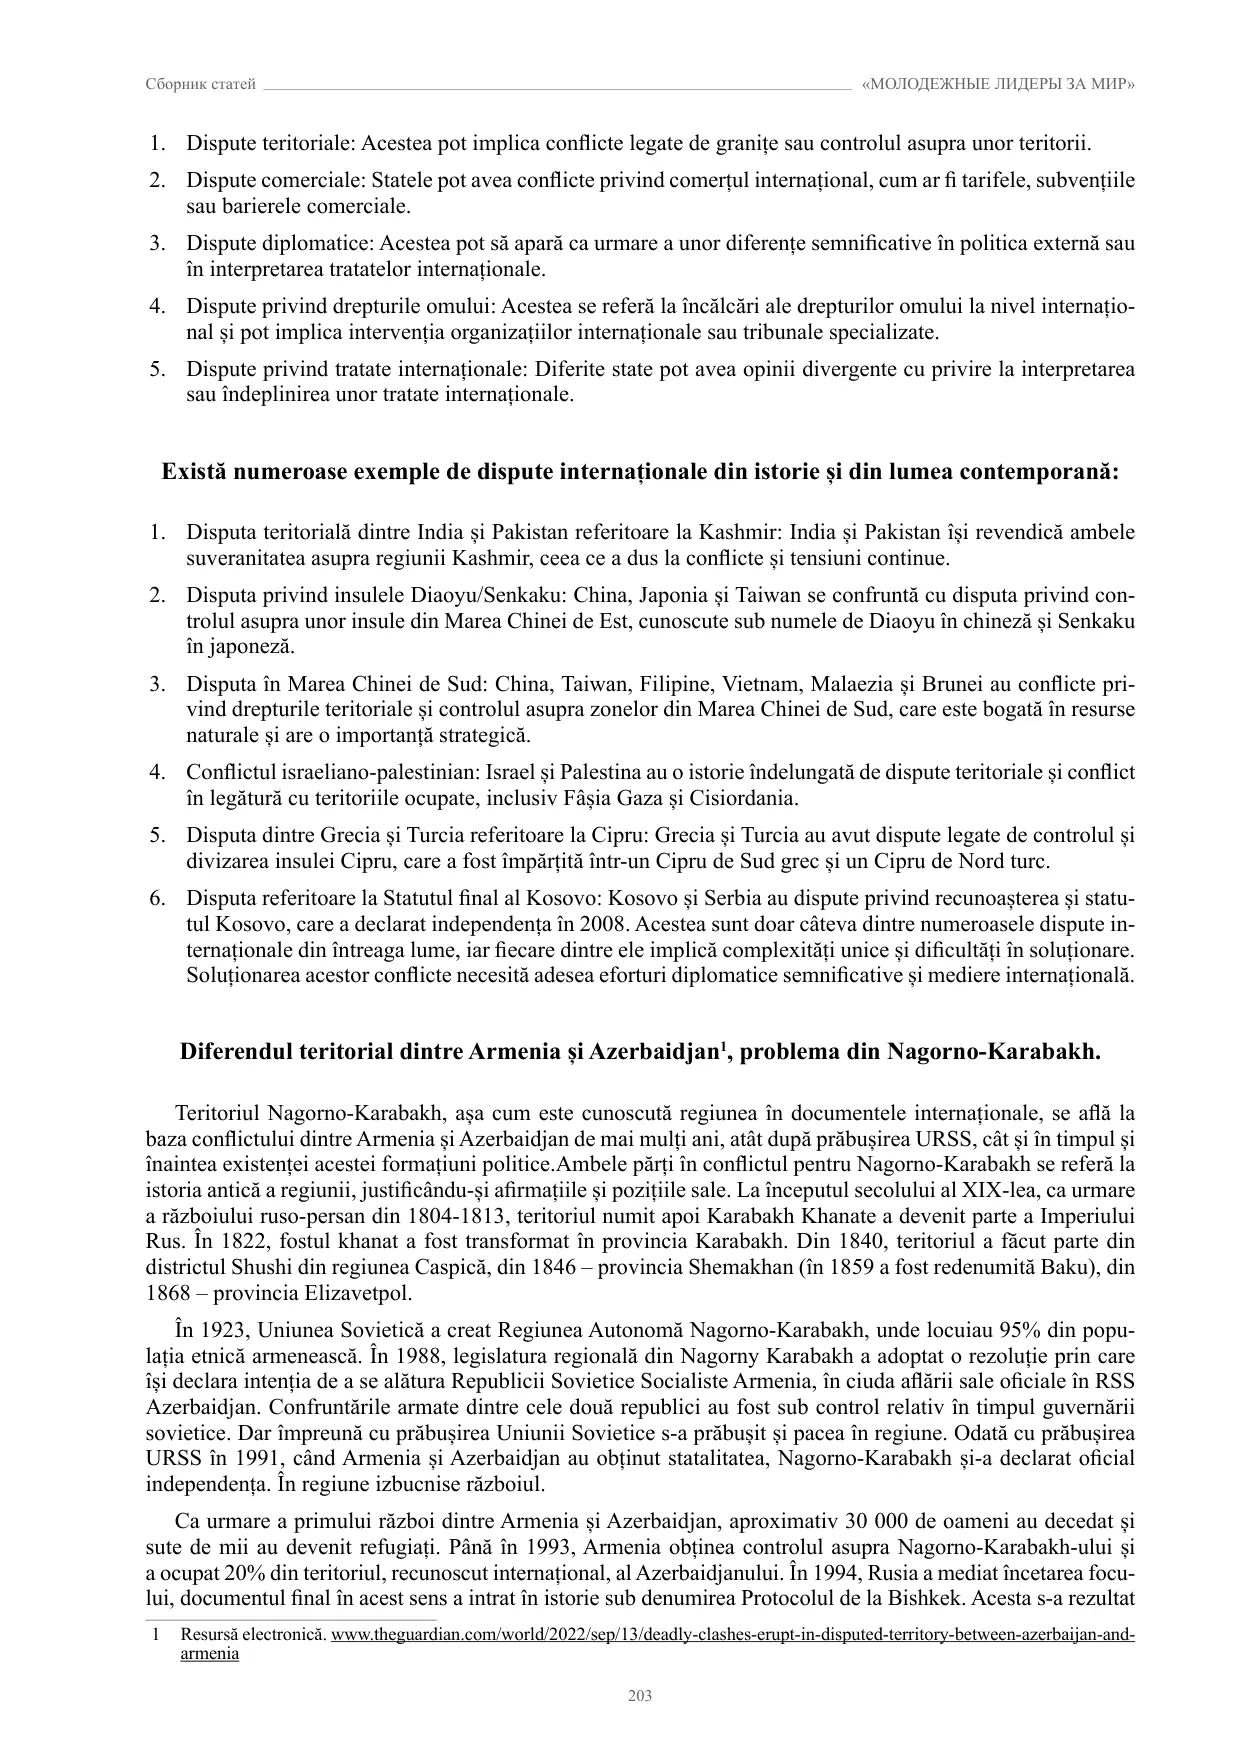 Сборник статей «МОЛОДЕЖНЫЕ ЛИДЕРЫ ЗА МИР»
1. Dispute teritoriale: Acestea pot implica conflicte legate de granițe sau controlul asupra unor teritorii.
2. Dispute comerciale: Statele pot avea conflicte privind comerțul internațional, cum ar fi tarifele, subvențiile
sau barierele comerciale.
3. Dispute diplomatice: Acestea pot să apară ca urmare a unor diferențe semnificative în politica externă sau
în interpretarea tratatelor internaționale.
4. Dispute privind drepturile omului: Acestea se referă la încălcări ale drepturilor omului la nivel internațio-
nal și pot implica intervenția organizațiilor internaționale sau tribunale specializate.
5. Dispute privind tratate internaționale: Diferite state pot avea opinii divergente cu privire la interpretarea
sau îndeplinirea unor tratate internaționale.
Există numeroase exemple de dispute internaționale din istorie și din lumea contemporană:
1. Disputa teritorială dintre India și Pakistan referitoare la Kashmir: India și Pakistan își revendică ambele
suveranitatea asupra regiunii Kashmir, ceea ce a dus la conflicte și tensiuni continue.
2. Disputa privind insulele Diaoyu/Senkaku: China, Japonia și Taiwan se confruntă cu disputa privind con-
trolul asupra unor insule din Marea Chinei de Est, cunoscute sub numele de Diaoyu în chineză și Senkaku
în japoneză.
3. Disputa în Marea Chinei de Sud: China, Taiwan, Filipine, Vietnam, Malaezia și Brunei au conflicte pri-
vind drepturile teritoriale și controlul asupra zonelor din Marea Chinei de Sud, care este bogată în resurse
naturale și are o importanță strategică.
4. Conflictul israeliano-palestinian: Israel și Palestina au o istorie îndelungată de dispute teritoriale și conflict
în legătură cu teritoriile ocupate, inclusiv Fâșia Gaza și Cisiordania.
5. Disputa dintre Grecia și Turcia referitoare la Cipru: Grecia și Turcia au avut dispute legate de controlul și
divizarea insulei Cipru, care a fost împărțită într-un Cipru de Sud grec și un Cipru de Nord turc.
6. Disputa referitoare la Statutul final al Kosovo: Kosovo și Serbia au dispute privind recunoașterea și statu-
tul Kosovo, care a declarat independența în 2008. Acestea sunt doar câteva dintre numeroasele dispute in-
ternaționale din întreaga lume, iar fiecare dintre ele implică complexități unice și dificultăți în soluționare.
Soluționarea acestor conflicte necesită adesea eforturi diplomatice semnificative și mediere internațională.
Diferendul teritorial dintre Armenia și Azerbaidjan¹, problema din Nagorno-Karabakh.
Teritoriul Nagorno-Karabakh, așa cum este cunoscută regiunea în documentele internaționale, se află la
baza conflictului dintre Armenia și Azerbaidjan de mai mulți ani, atât după prăbușirea URSS, cât și în timpul și
înaintea existenței acestei formațiuni politice.Ambele părți în conflictul pentru Nagorno-Karabakh se referă la
istoria antică a regiunii, justificându-și afirmațiile și pozițiile sale. La începutul secolului al XIX-lea, ca urmare
a războiului ruso-persan din 1804-1813, teritoriul numit apoi Karabakh Khanate a devenit parte a Imperiului
Rus. În 1822, fostul khanat a fost transformat în provincia Karabakh. Din 1840, teritoriul a făcut parte din
districtul Shushi din regiunea Caspică, din 1846 – provincia Shemakhan (în 1859 a fost redenumită Baku), din
1868 – provincia Elizavetpol.
În 1923, Uniunea Sovietică a creat Regiunea Autonomă Nagorno-Karabakh, unde locuiau 95% din popu-
lația etnică armenească. În 1988, legislatura regională din Nagorny Karabakh a adoptat o rezoluție prin care
își declara intenția de a se alătura Republicii Sovietice Socialiste Armenia, în ciuda aflării sale oficiale în RSS
Azerbaidjan. Confruntările armate dintre cele două republici au fost sub control relativ în timpul guvernării
sovietice. Dar împreună cu prăbușirea Uniunii Sovietice s-a prăbușit și pacea în regiune. Odată cu prăbușirea
URSS în 1991, când Armenia și Azerbaidjan au obținut statalitatea, Nagorno-Karabakh și-a declarat oficial
independența. În regiune izbucnise războiul.
Ca urmare a primului război dintre Armenia și Azerbaidjan, aproximativ 30 000 de oameni au decedat și
sute de mii au devenit refugiați. Până în 1993, Armenia obținea controlul asupra Nagorno-Karabakh-ului și
a ocupat 20% din teritoriul, recunoscut internațional, al Azerbaidjanului. În 1994, Rusia a mediat încetarea focu-
lui, documentul final în acest sens a intrat în istorie sub denumirea Protocolul de la Bishkek. Acesta s-a rezultat
1 Resursă electronică. www.theguardian.com/world/2022/sep/13/deadly-clashes-erupt-in-disputed-territory-between-azerbaijan-and-
armenia
203